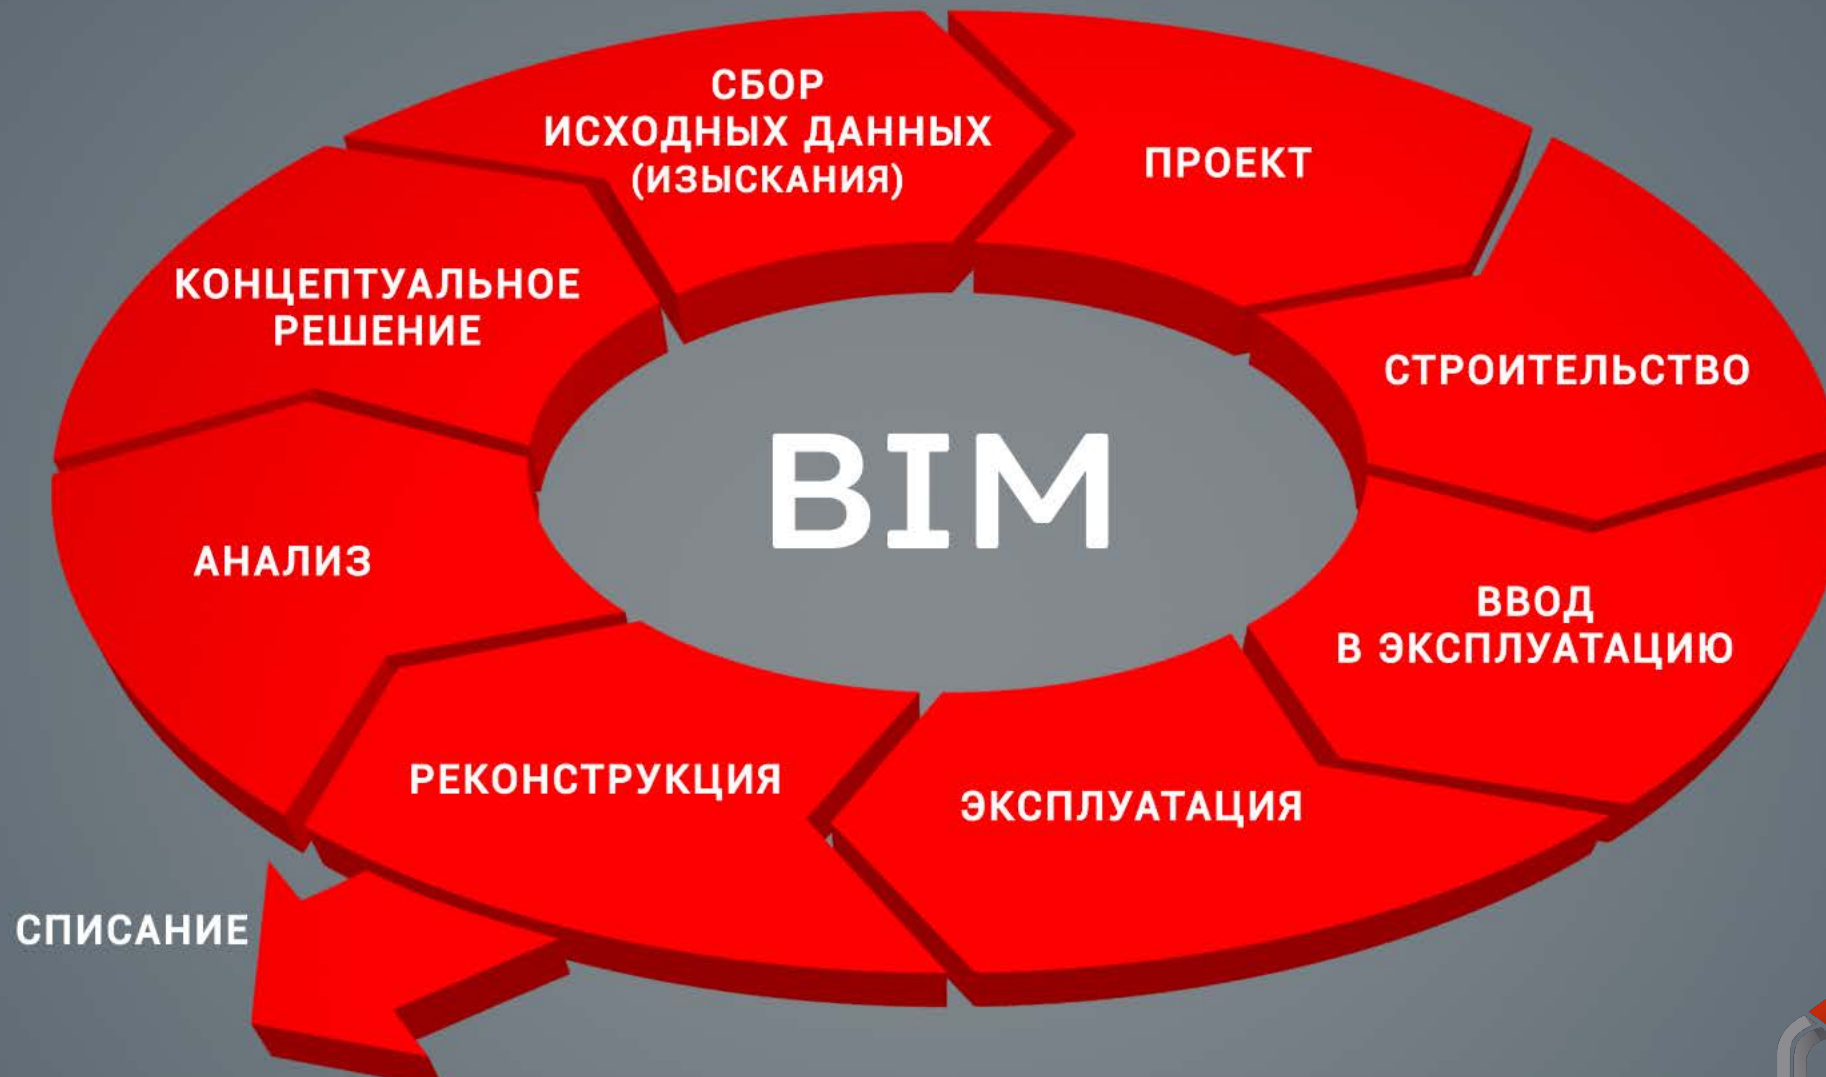 СБОР
ИСХОДНЫХ ДАННЫХ
(ИЗЫСКАНИЯ)
ПРОЕКТ
КОНЦЕПТУАЛЬНОЕ
РЕШЕНИЕ
СТРОИТЕЛЬСТВО
BIM
АНАЛИЗ
ВВОД
В ЭКСПЛУАТАЦИЮ
РЕКОНСТРУКЦИЯ
ЭКСПЛУАТАЦИЯ
СПИСАНИЕ